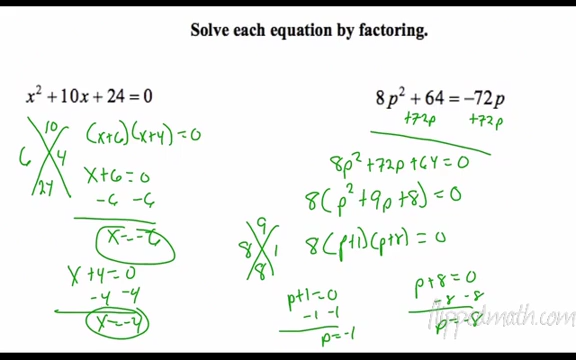 Solve each equation by factoring.
x² + 10x + 24 = 0
10
6 4
24
(x+6)(x+4)=0
x+6=0
-6 -6
x=-6
x+4=0
-4 -4
x=-4
8p² + 64 = -72p
+72p +72p
8p²+72p+64=0
8(p²+9p+8)=0
9
8 1
8
8(p+1)(p+8)=0
p+1=0
-1 -1
p=-1
p+8=0
-8 -8
p=-8
flippedmath.com